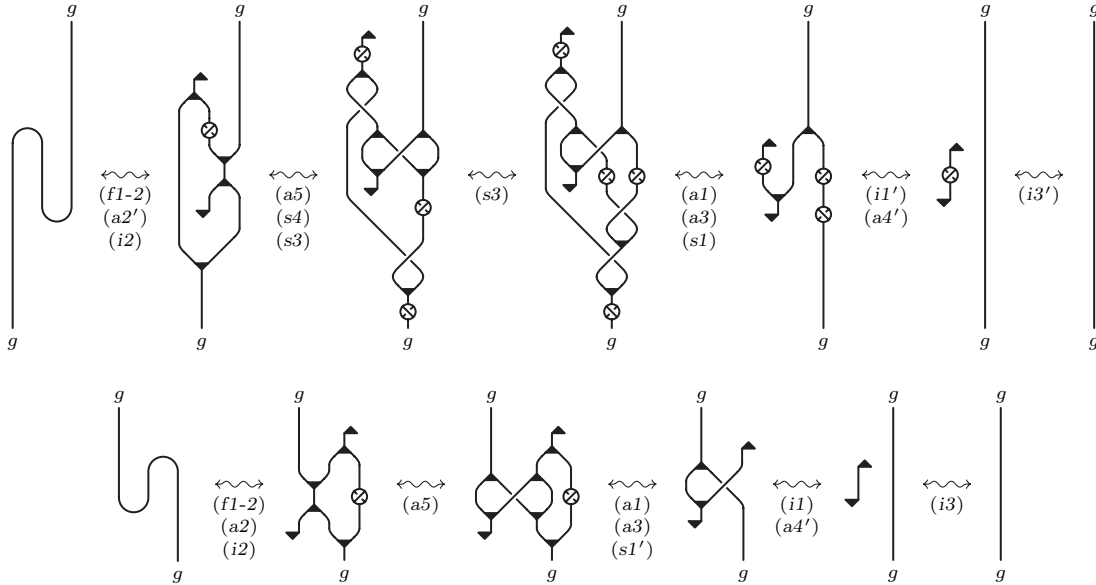 g g g g g g
(f1-2) (a5) (s3) (a1) (i1′) (i3′)
(a2′) (s4) (a3) (a4′)
(i2) (s3) (s1)
g g g g g g
g g g g g g
(f1-2) (a5) (a1) (i1) (i3)
(a2) (a3) (a4′)
(i2) (s1′)
g g g g g g